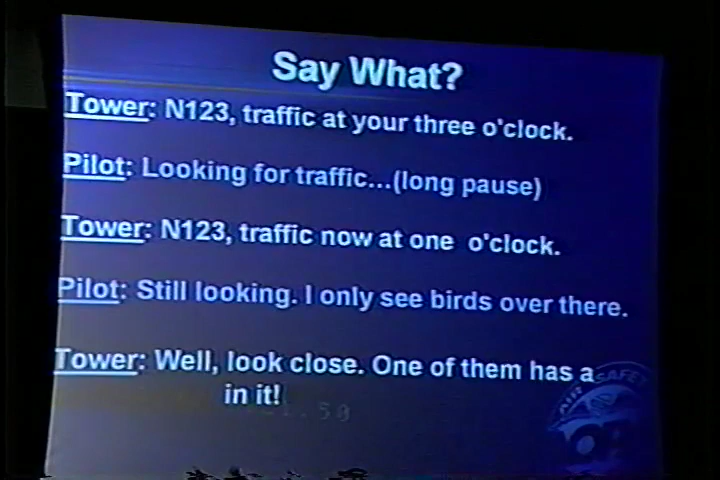 Say What?
Tower: N123, traffic at your three o'clock.
Pilot: Looking for traffic...(long pause)
Tower: N123, traffic now at one o'clock.
Pilot: Still looking. I only see birds over there.
Tower: Well, look close. One of them has a
in it!
AIR SAFETY